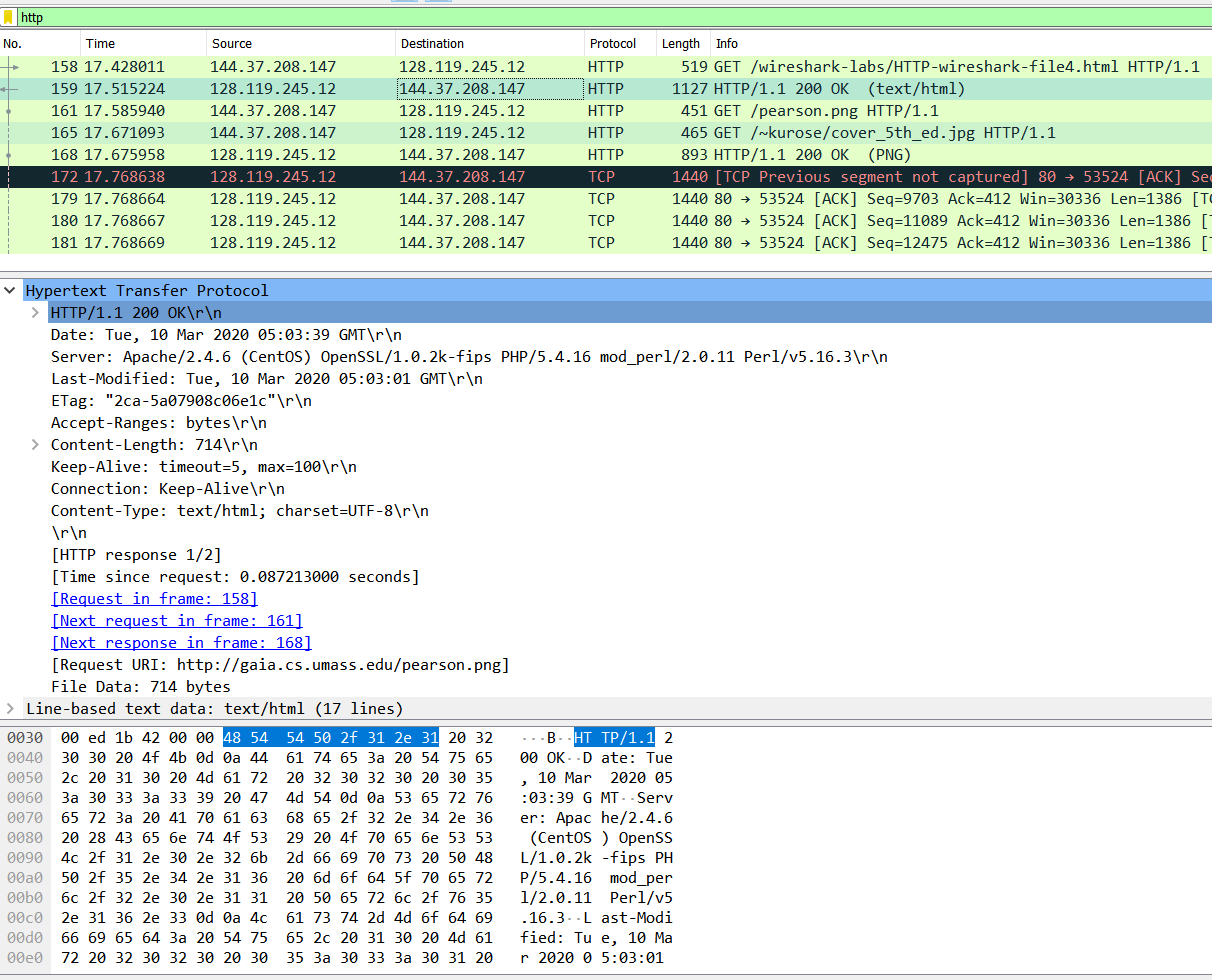 http
No. Time Source Destination Protocol Length Info
158 17.428011 144.37.208.147 128.119.245.12 HTTP 519 GET /wireshark-labs/HTTP-wireshark-file4.html HTTP/1.1
159 17.515224 128.119.245.12 144.37.208.147 HTTP 1127 HTTP/1.1 200 OK (text/html)
161 17.585940 144.37.208.147 128.119.245.12 HTTP 451 GET /pearson.png HTTP/1.1
165 17.671093 144.37.208.147 128.119.245.12 HTTP 465 GET /~kurose/cover_5th_ed.jpg HTTP/1.1
168 17.675958 128.119.245.12 144.37.208.147 HTTP 893 HTTP/1.1 200 OK (PNG)
172 17.768638 128.119.245.12 144.37.208.147 TCP 1440 [TCP Previous segment not captured] 80 → 53524 [ACK] Se
179 17.768664 128.119.245.12 144.37.208.147 TCP 1440 80 → 53524 [ACK] Seq=9703 Ack=412 Win=30336 Len=1386 [TC
180 17.768667 128.119.245.12 144.37.208.147 TCP 1440 80 → 53524 [ACK] Seq=11089 Ack=412 Win=30336 Len=1386 [
181 17.768669 128.119.245.12 144.37.208.147 TCP 1440 80 → 53524 [ACK] Seq=12475 Ack=412 Win=30336 Len=1386 [
Hypertext Transfer Protocol
HTTP/1.1 200 OK\r\n
Date: Tue, 10 Mar 2020 05:03:39 GMT\r\n
Server: Apache/2.4.6 (CentOS) OpenSSL/1.0.2k-fips PHP/5.4.16 mod_perl/2.0.11 Perl/v5.16.3\r\n
Last-Modified: Tue, 10 Mar 2020 05:03:01 GMT\r\n
ETag: "2ca-5a07908c06e1c"\r\n
Accept-Ranges: bytes\r\n
Content-Length: 714\r\n
Keep-Alive: timeout=5, max=100\r\n
Connection: Keep-Alive\r\n
Content-Type: text/html; charset=UTF-8\r\n
\r\n
[HTTP response 1/2]
[Time since request: 0.087213000 seconds]
[Request in frame: 158]
[Next request in frame: 161]
[Next response in frame: 168]
[Request URI: http://gaia.cs.umass.edu/pearson.png]
File Data: 714 bytes
Line-based text data: text/html (17 lines)
0030 00 ed 1b 42 00 00 48 54 54 50 2f 31 2e 31 20 32 ···B··HT TP/1.1 2
0040 30 30 20 4f 4b 0d 0a 44 61 74 65 3a 20 54 75 65 00 OK··D ate: Tue
0050 2c 20 31 30 20 4d 61 72 20 32 30 32 30 20 30 35 , 10 Mar 2020 05
0060 3a 30 33 3a 33 39 20 47 4d 54 0d 0a 53 65 72 76 :03:39 G MT··Serv
0070 65 72 3a 20 41 70 61 63 68 65 2f 32 2e 34 2e 36 er: Apac he/2.4.6
0080 20 28 43 65 6e 74 4f 53 29 20 4f 70 65 6e 53 53 (CentOS ) OpenSS
0090 4c 2f 31 2e 30 2e 32 6b 2d 66 69 70 73 20 50 48 L/1.0.2k -fips PH
00a0 50 2f 35 2e 34 2e 31 36 20 6d 6f 64 5f 70 65 72 P/5.4.16 mod_per
00b0 6c 2f 32 2e 30 2e 31 31 20 50 65 72 6c 2f 76 35 l/2.0.11 Perl/v5
00c0 2e 31 36 2e 33 0d 0a 4c 61 73 74 2d 4d 6f 64 69 .16.3··L ast-Modi
00d0 66 69 65 64 3a 20 54 75 65 2c 20 31 30 20 4d 61 fied: Tu e, 10 Ma
00e0 72 20 32 30 32 30 20 30 35 3a 30 33 3a 30 31 20 r 2020 0 5:03:01